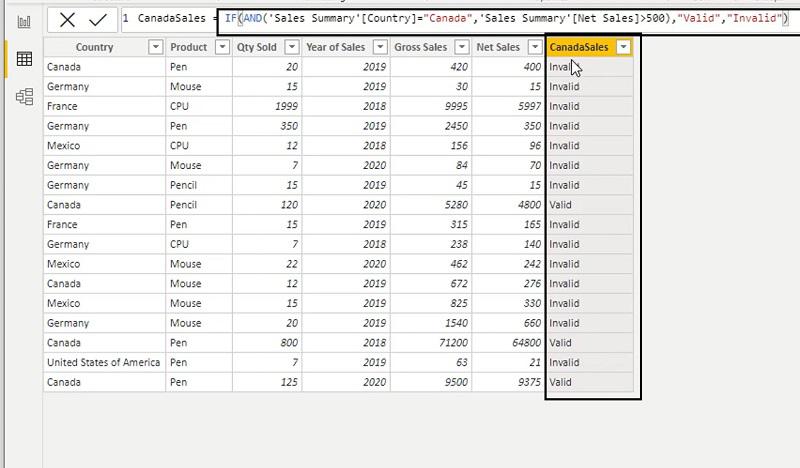 1 CanadaSales = IF(AND('Sales Summary'[Country]="Canada",'Sales Summary'[Net Sales]>500),"Valid","Invalid")
Country Product Qty Sold Year of Sales Gross Sales Net Sales CanadaSales
Canada Pen 20 2019 420 400 Invalid
Germany Mouse 15 2019 30 15 Invalid
France CPU 1999 2018 9995 5997 Invalid
Germany Pen 350 2019 2450 350 Invalid
Mexico CPU 12 2018 156 96 Invalid
Germany Mouse 7 2020 84 70 Invalid
Germany Pencil 15 2019 45 15 Invalid
Canada Pencil 120 2020 5280 4800 Valid
France Pen 15 2019 315 165 Invalid
Germany CPU 7 2018 238 140 Invalid
Mexico Mouse 22 2020 462 242 Invalid
Canada Mouse 12 2019 672 276 Invalid
Mexico Mouse 15 2019 825 330 Invalid
Germany Mouse 20 2019 1540 660 Invalid
Canada Pen 800 2018 71200 64800 Valid
United States of America Pen 7 2019 63 21 Invalid
Canada Pen 125 2020 9500 9375 Valid